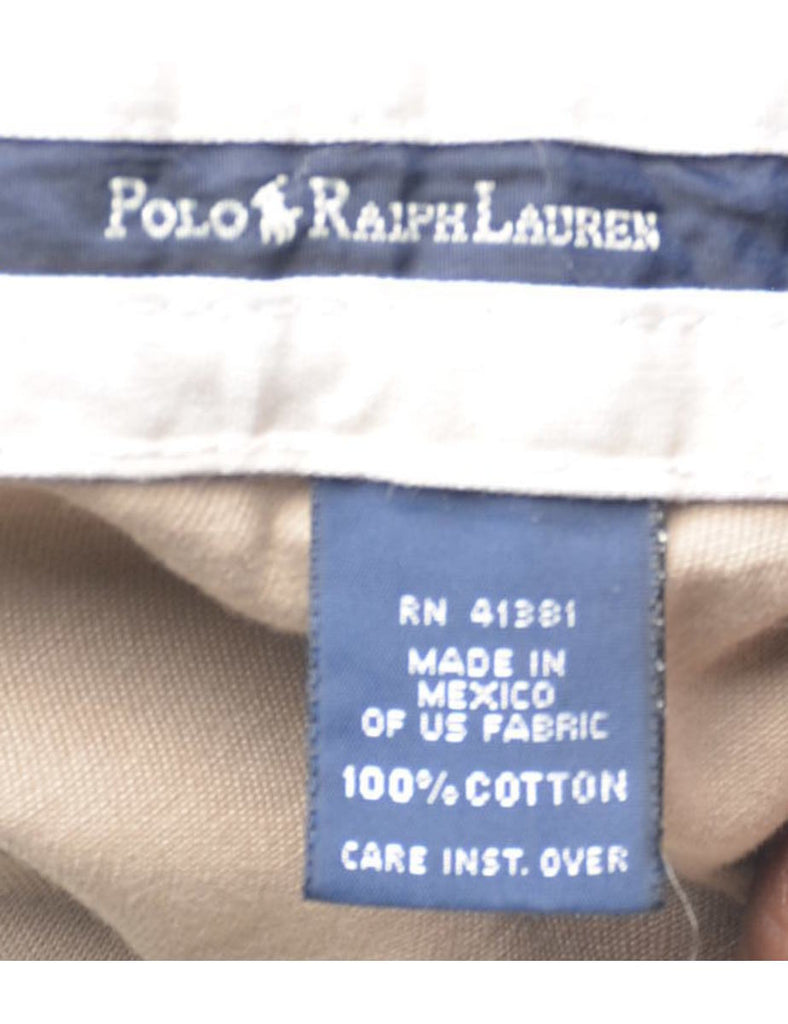 POLO RALPH LAUREN
RN 41381
MADE IN
MEXICO
OF US FABRIC
100% COTTON
CARE INST. OVER